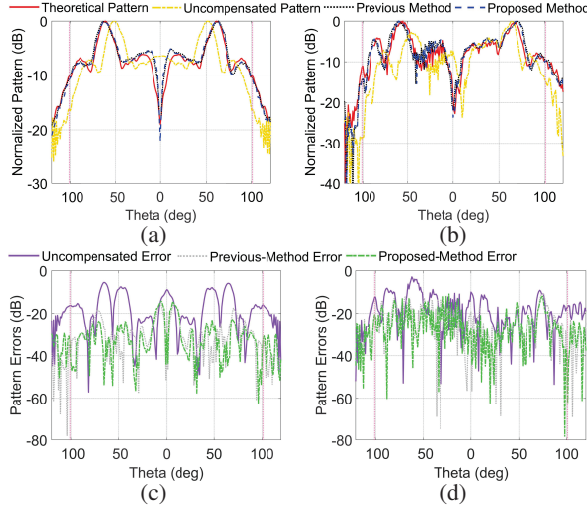 Theoretical Pattern Uncompensated Pattern Previous Method Proposed Method
Normalized Pattern (dB)
0
-10
-20
-30
100 50 0 50 100
Theta (deg)
(a)
Normalized Pattern (dB)
0
-10
-20
-30
-40
100 50 0 50 100
Theta (deg)
(b)
Uncompensated Error Previous-Method Error Proposed-Method Error
Pattern Errors (dB)
0
-20
-40
-60
-80
100 50 0 50 100
Theta (deg)
(c)
Pattern Errors (dB)
0
-20
-40
-60
-80
100 50 0 50 100
Theta (deg)
(d)